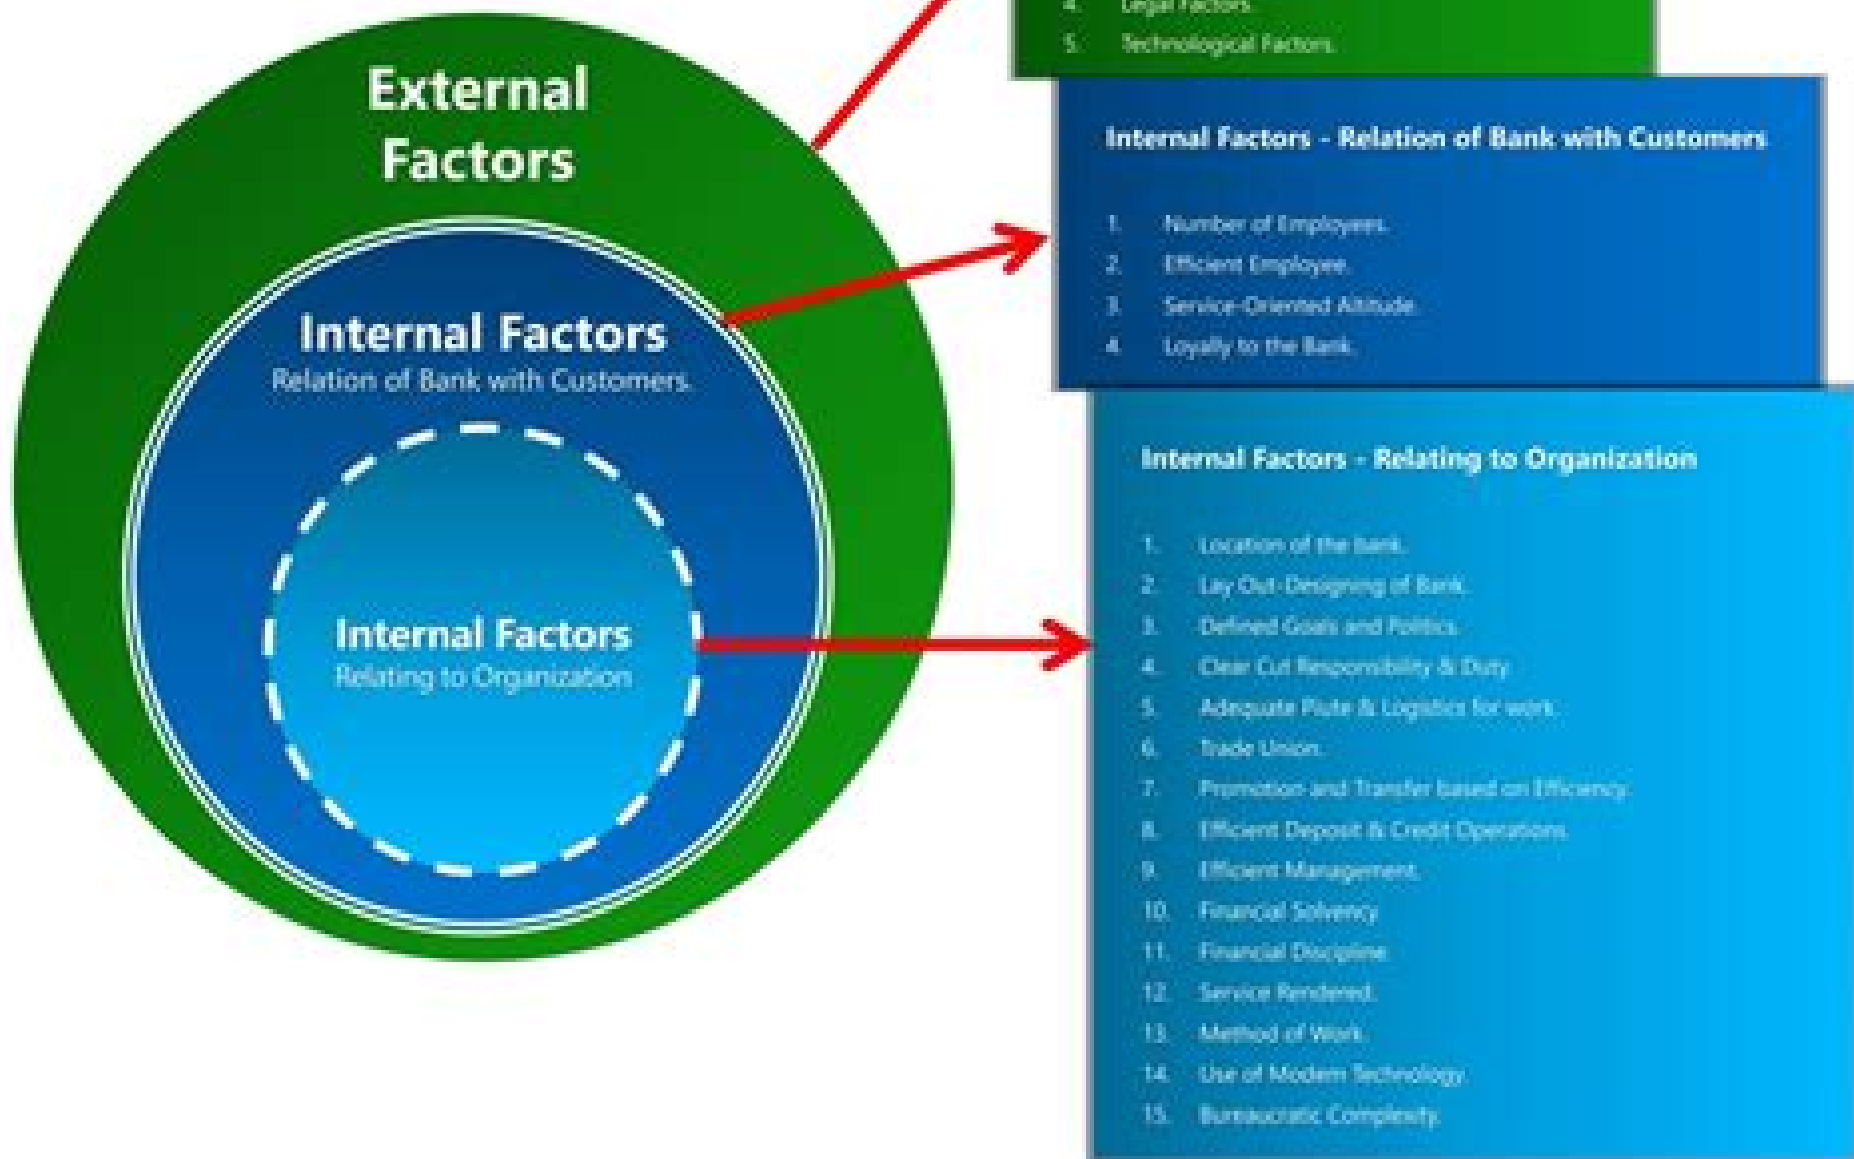 External
Factors
Internal Factors
Relation of Bank with Customers
Internal Factors
Relating to Organization
4. Legal Factors.
5. Technological Factors.
Internal Factors - Relation of Bank with Customers
1. Number of Employees.
2. Efficient Employee.
3. Service-Oriented Altitude.
4. Loyally to the Bank.
Internal Factors - Relating to Organization
1. Location of the bank.
2. Lay Out-Designing of Bank.
3. Defined Goals and Politics.
4. Clear Cut Responsibility & Duty
5. Adequate & Logistics for work.
6. Trade Union.
7. Promotion and Transfer based on Efficiency.
8. Efficient Deposit & Credit Operations
9. Efficient Management.
10. Financial Solvency
11. Financial Discipline
12. Service Rendered.
13. Method of Work.
14. Use of Modern Technology.
15. Bureaucratic Complexity.